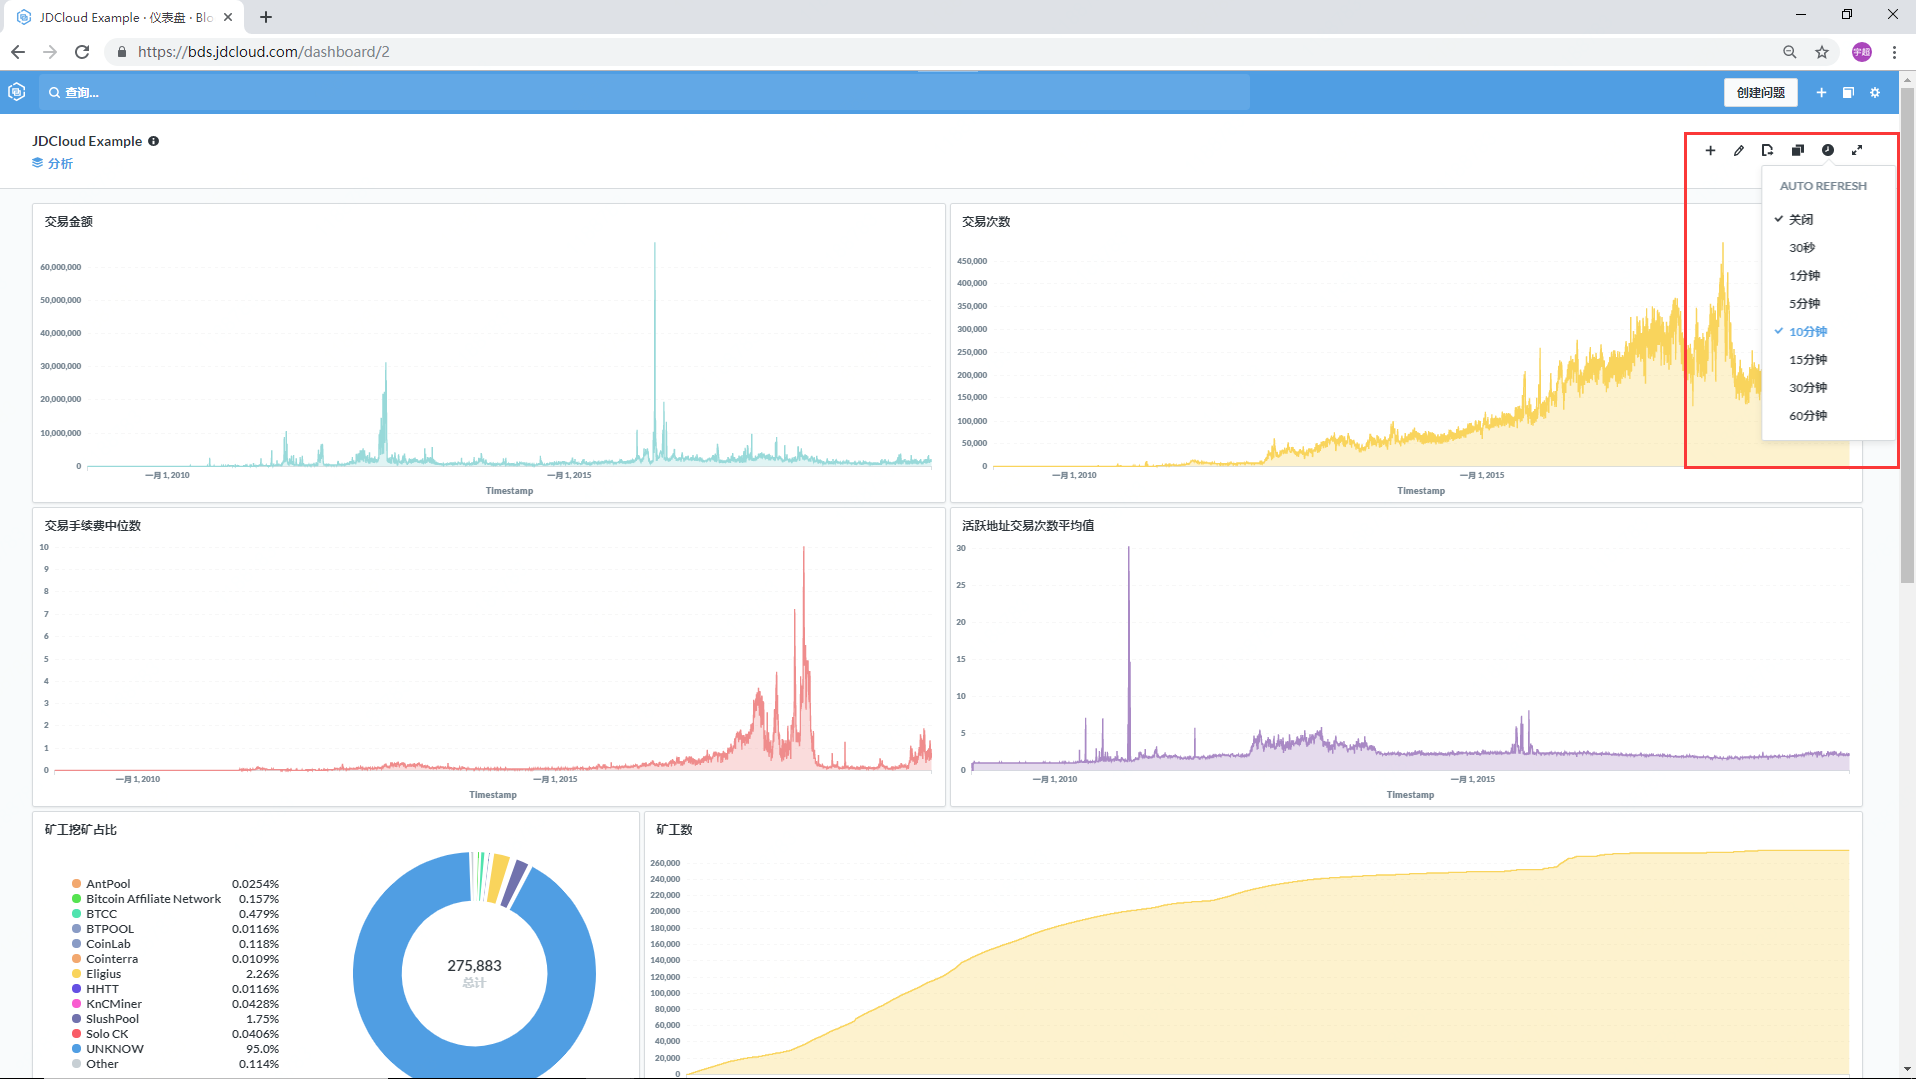 JDCloud Example · 仪表盘 · Blo
https://bds.jdcloud.com/dashboard/2
宇超
查询...
创建问题
JDCloud Example
分析
AUTO REFRESH
关闭
30秒
1分钟
5分钟
10分钟
15分钟
30分钟
60分钟
交易金额
60,000,000
50,000,000
40,000,000
30,000,000
20,000,000
10,000,000
0
一月 1, 2010
一月 1, 2015
Timestamp
交易次数
450,000
400,000
350,000
300,000
250,000
200,000
150,000
100,000
50,000
0
一月 1, 2010
一月 1, 2015
Timestamp
交易手续费中位数
10
9
8
7
6
5
4
3
2
1
0
一月 1, 2010
一月 1, 2015
Timestamp
活跃地址交易次数平均值
30
25
20
15
10
5
0
一月 1, 2010
一月 1, 2015
Timestamp
矿工挖矿占比
AntPool 0.0254%
Bitcoin Affiliate Network 0.157%
BTCC 0.479%
BTPOOL 0.0116%
CoinLab 0.118%
Cointerra 0.0109%
Eligius 2.26%
HHTT 0.0116%
KnCMiner 0.0428%
SlushPool 1.75%
Solo CK 0.0406%
UNKNOW 95.0%
Other 0.114%
275,883
总计
矿工数
260,000
240,000
220,000
200,000
180,000
160,000
140,000
120,000
100,000
80,000
60,000
40,000
20,000
0